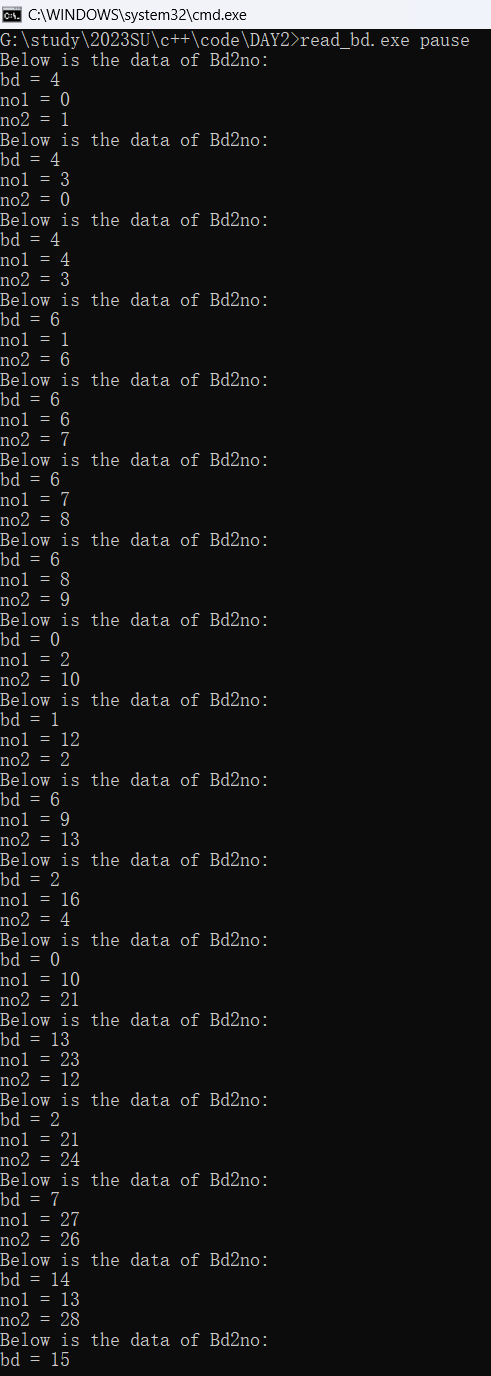 C:\WINDOWS\system32\cmd.exe
G:\study\2023SU\c++\code\DAY2>read_bd.exe pause
Below is the data of Bd2no:
bd = 4
no1 = 0
no2 = 1
Below is the data of Bd2no:
bd = 4
no1 = 3
no2 = 0
Below is the data of Bd2no:
bd = 4
no1 = 4
no2 = 3
Below is the data of Bd2no:
bd = 6
no1 = 1
no2 = 6
Below is the data of Bd2no:
bd = 6
no1 = 6
no2 = 7
Below is the data of Bd2no:
bd = 6
no1 = 7
no2 = 8
Below is the data of Bd2no:
bd = 6
no1 = 8
no2 = 9
Below is the data of Bd2no:
bd = 0
no1 = 2
no2 = 10
Below is the data of Bd2no:
bd = 1
no1 = 12
no2 = 2
Below is the data of Bd2no:
bd = 6
no1 = 9
no2 = 13
Below is the data of Bd2no:
bd = 2
no1 = 16
no2 = 4
Below is the data of Bd2no:
bd = 0
no1 = 10
no2 = 21
Below is the data of Bd2no:
bd = 13
no1 = 23
no2 = 12
Below is the data of Bd2no:
bd = 2
no1 = 21
no2 = 24
Below is the data of Bd2no:
bd = 7
no1 = 27
no2 = 26
Below is the data of Bd2no:
bd = 14
no1 = 13
no2 = 28
Below is the data of Bd2no:
bd = 15